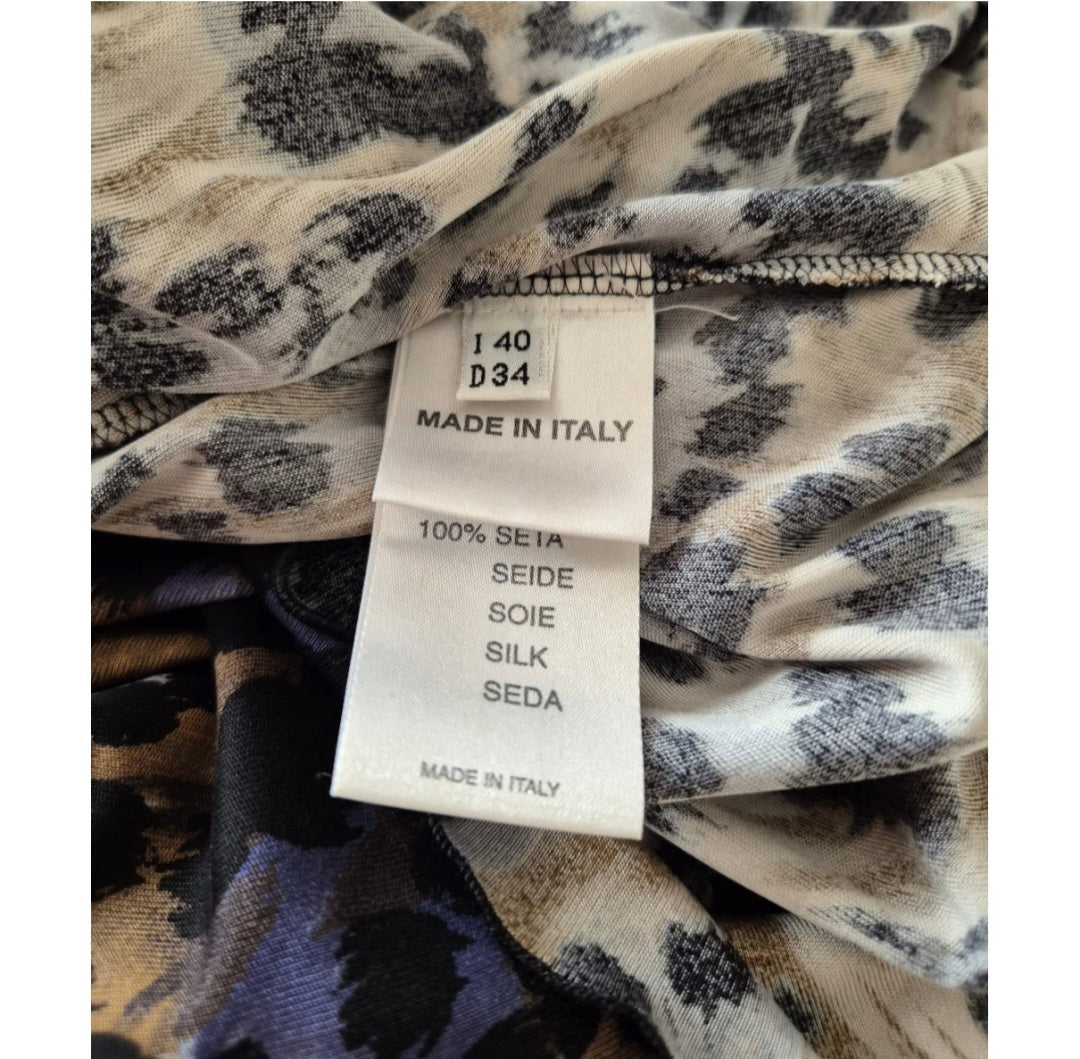 I 40
D 34
MADE IN ITALY
100% SETA
SEIDE
SOIE
SILK
SEDA
MADE IN ITALY